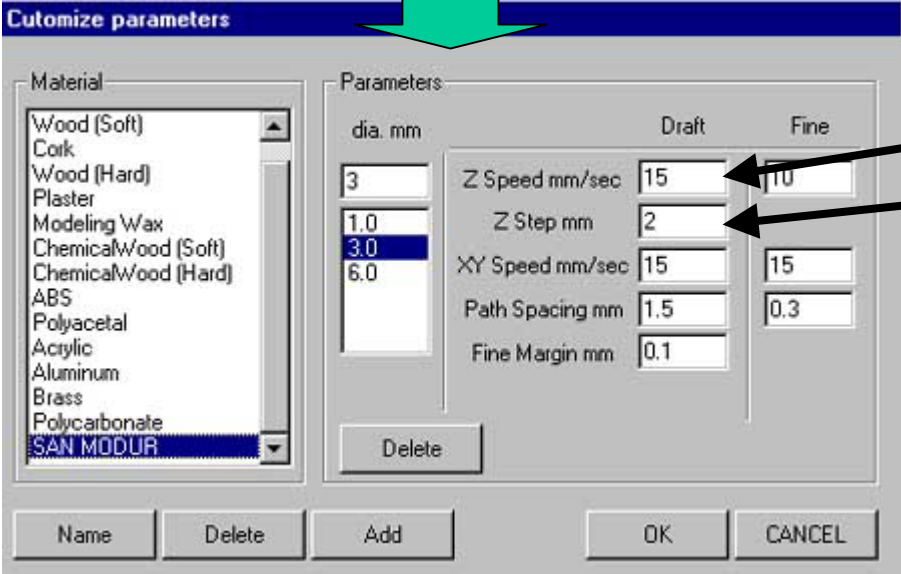 Cutomize parameters
Material
Wood (Soft)
Cork
Wood (Hard)
Plaster
Modeling Wax
ChemicalWood (Soft)
ChemicalWood (Hard)
ABS
Polyacetal
Acrylic
Aluminum
Brass
Polycarbonate
SAN MODUR
Parameters
dia. mm
3
1.0
3.0
6.0
Draft Fine
Z Speed mm/sec 15 10
Z Step mm 2
XY Speed mm/sec 15 15
Path Spacing mm 1.5 0.3
Fine Margin mm 0.1
Delete
Name Delete Add OK CANCEL